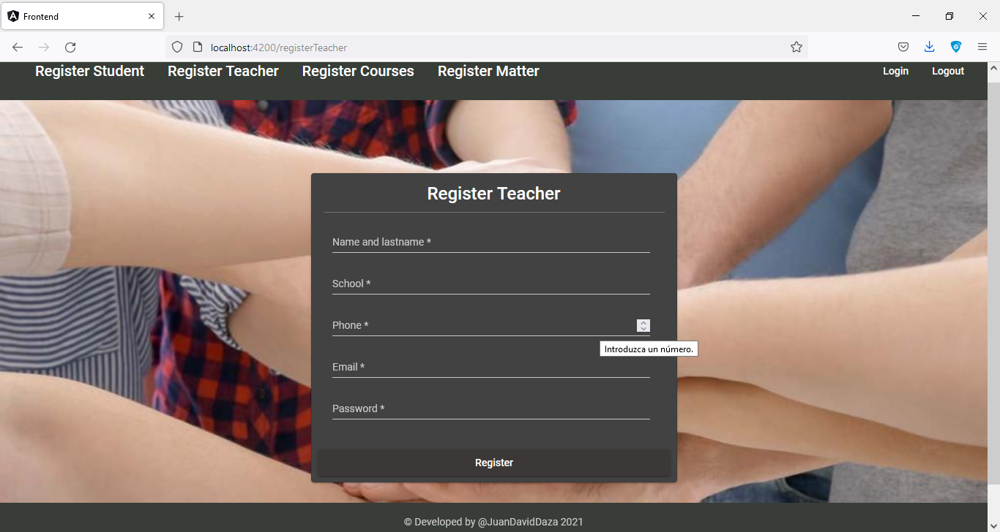 Frontend
localhost:4200/registerTeacher
Register Student Register Teacher Register Courses Register Matter Login Logout
Register Teacher
Name and lastname *
School *
Phone *
Introduzca un número.
Email *
Password *
Register
© Developed by @JuanDavidDaza 2021